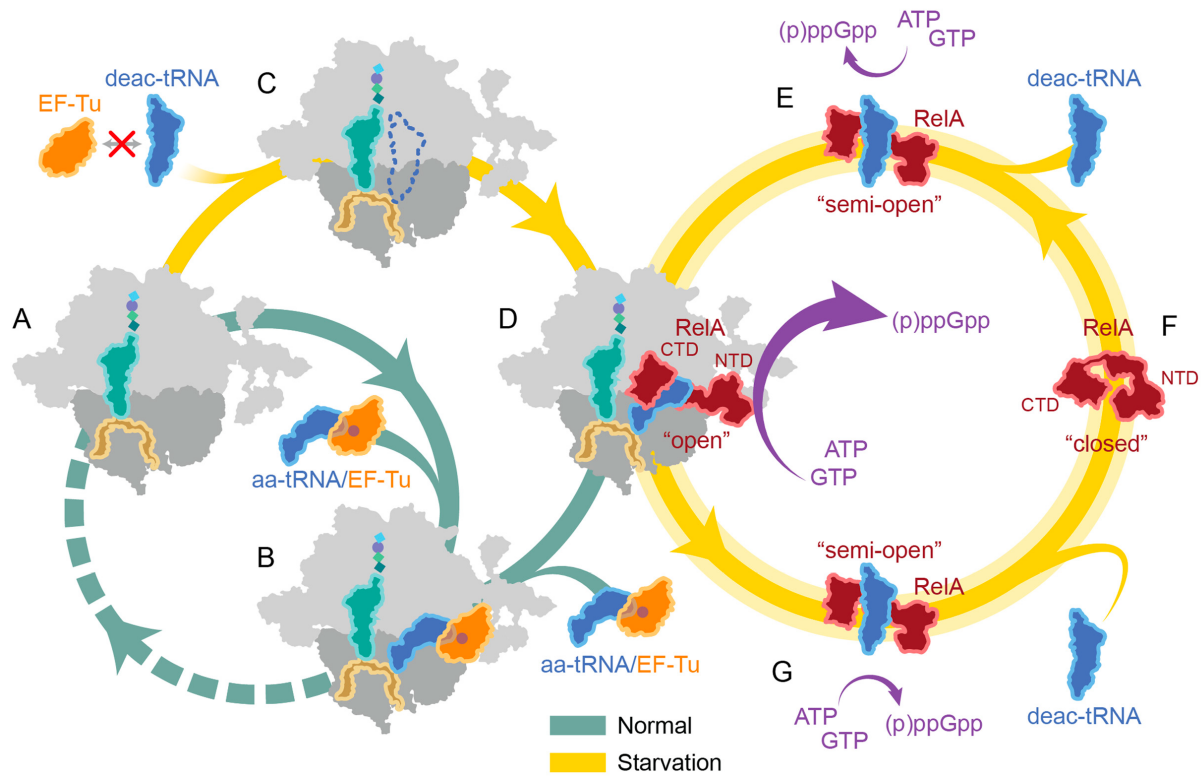 ATP
GTP
(p)ppGpp
deac-tRNA
EF-Tu
C
E
RelA
deac-tRNA
"semi-open"
A
D
RelA
CTD
NTD
"open"
(p)ppGpp
ATP
GTP
RelA
F
CTD
NTD
"closed"
aa-tRNA/EF-Tu
B
aa-tRNA/EF-Tu
"semi-open"
RelA
G
ATP
GTP
(p)ppGpp
deac-tRNA
Normal
Starvation